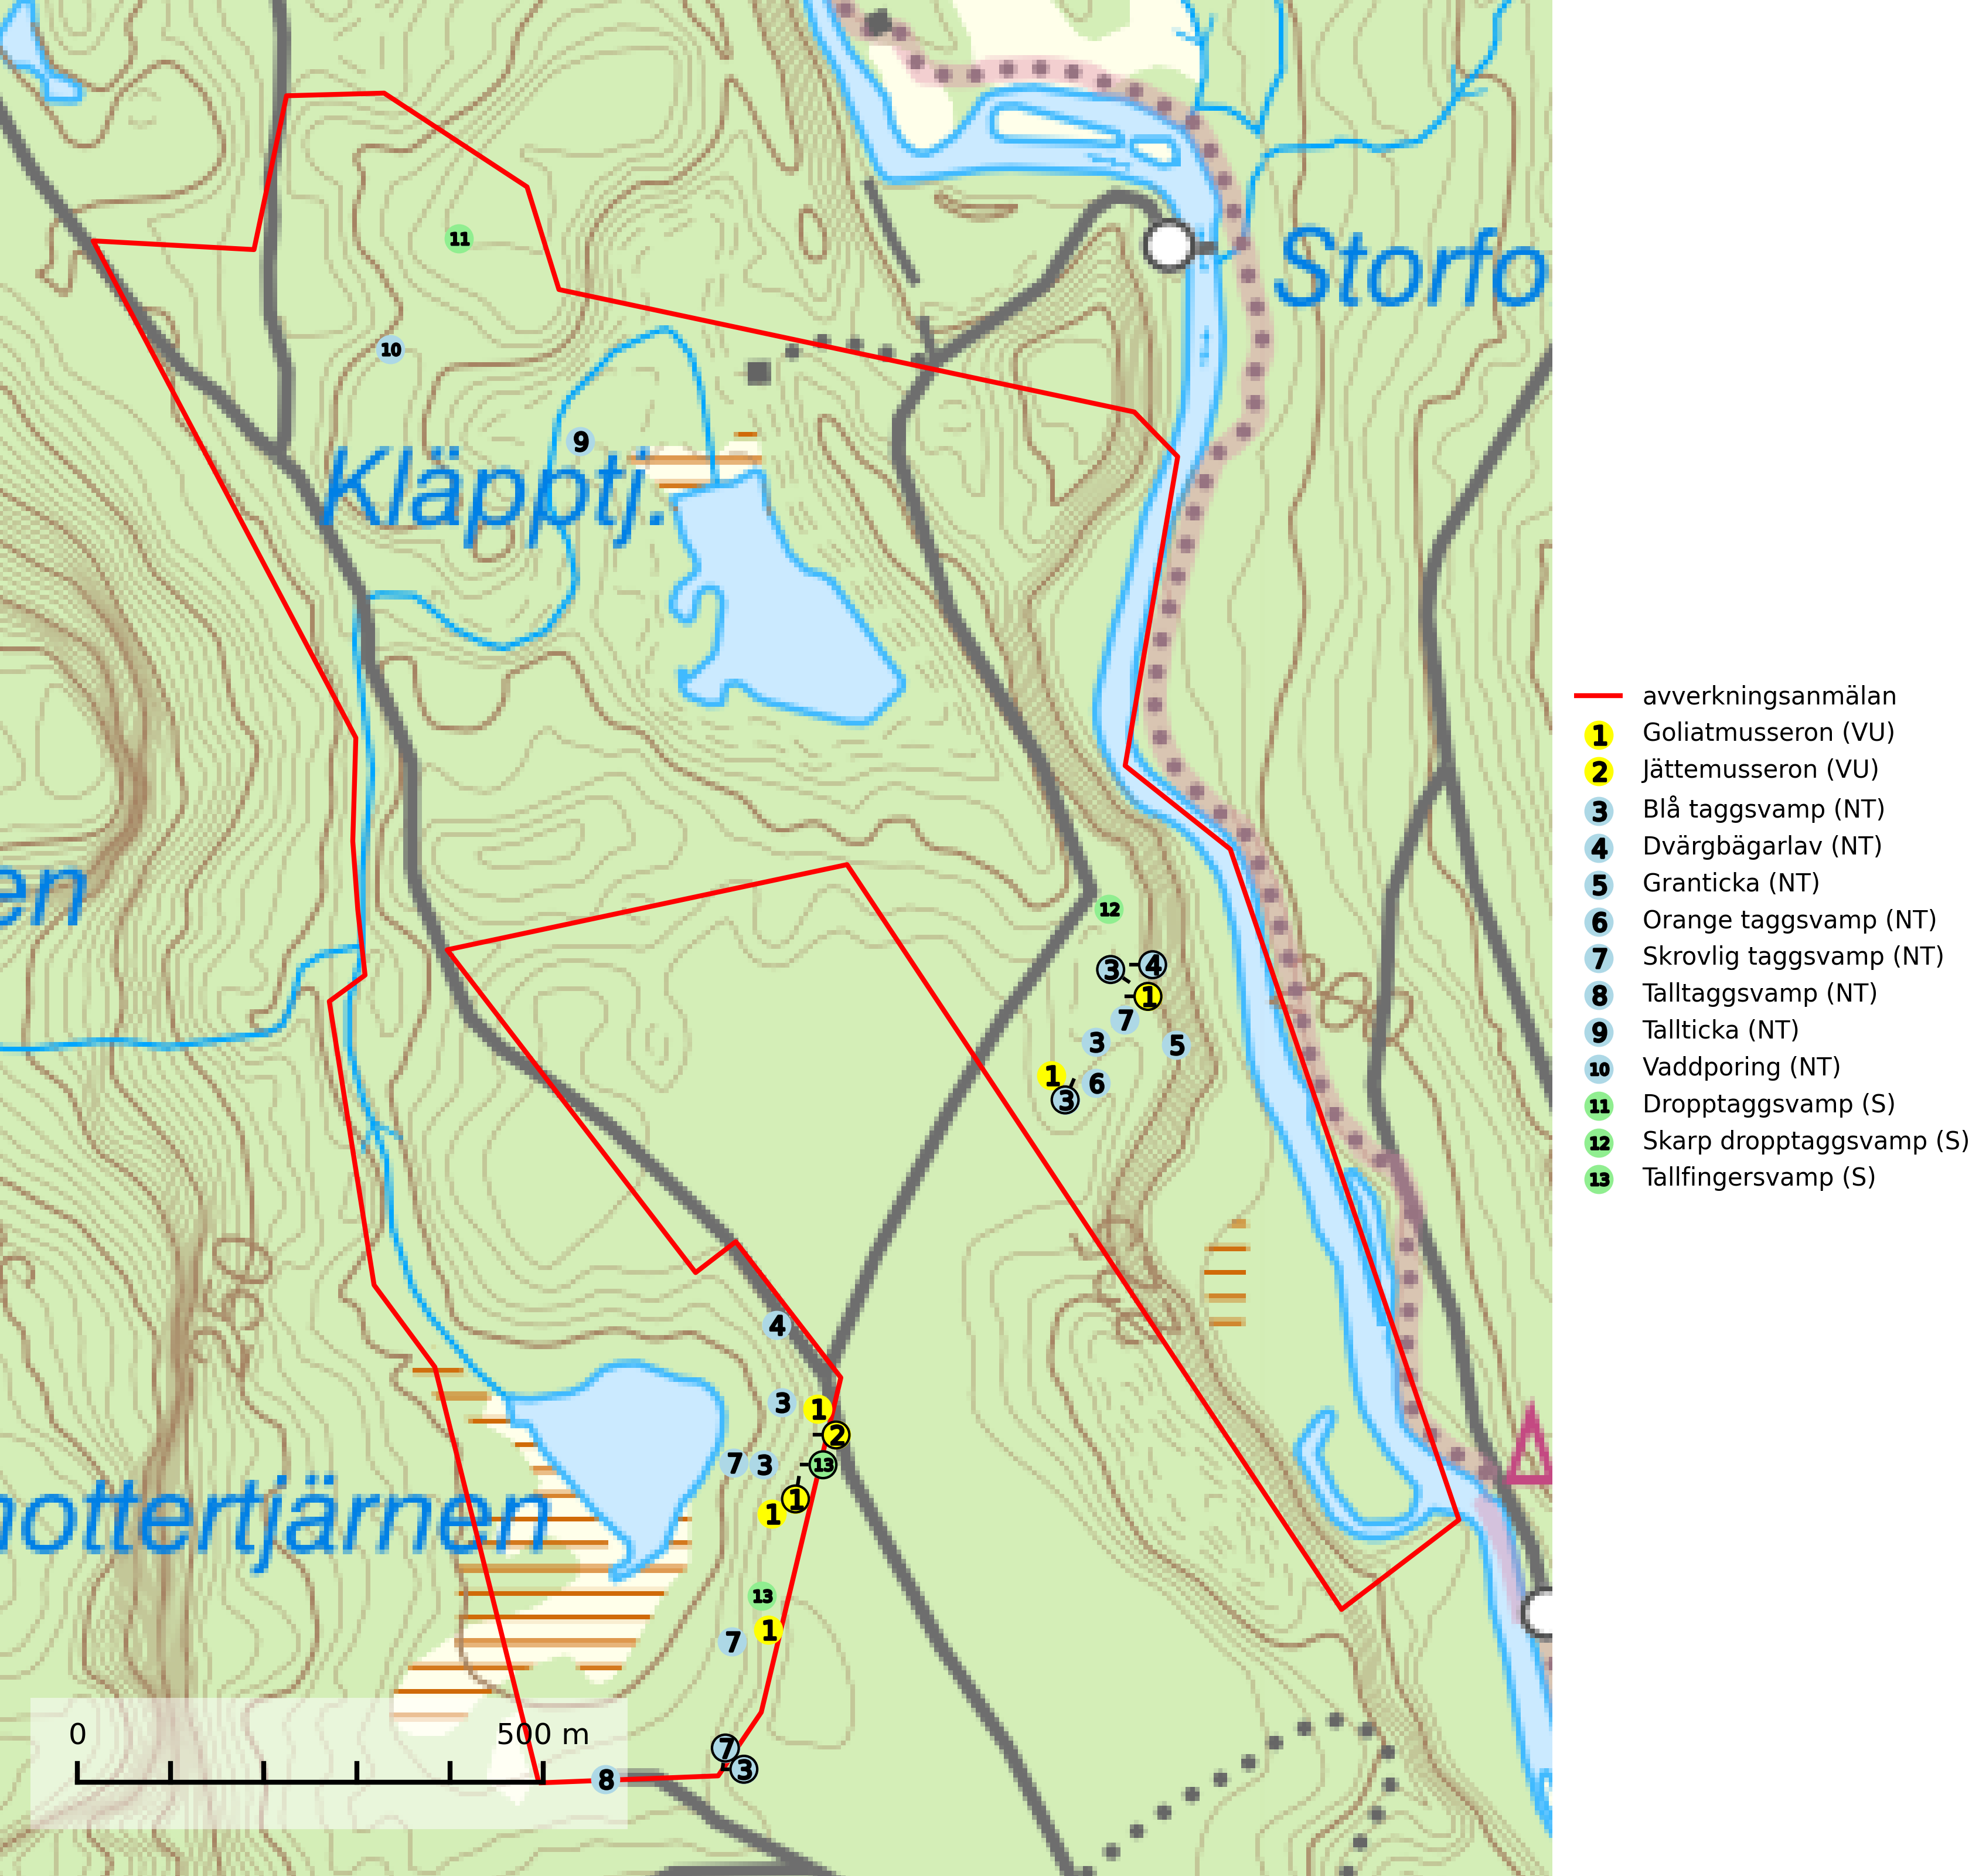 Storfo
Kläpptj.
en
nottertjärnen
0 500 m
11
10
9
12
3 4
1
7
3 5
1 6
3
4
3 1
2
7 3 13
1
1
13
1
7
7
3
8
avverkningsanmälan
1 Goliatmusseron (VU)
2 Jättemusseron (VU)
3 Blå taggsvamp (NT)
4 Dvärgbägarlav (NT)
5 Granticka (NT)
6 Orange taggsvamp (NT)
7 Skrovlig taggsvamp (NT)
8 Talltaggsvamp (NT)
9 Tallticka (NT)
10 Vaddporing (NT)
11 Dropptaggsvamp (S)
12 Skarp dropptaggsvamp (S)
13 Tallfingersvamp (S)